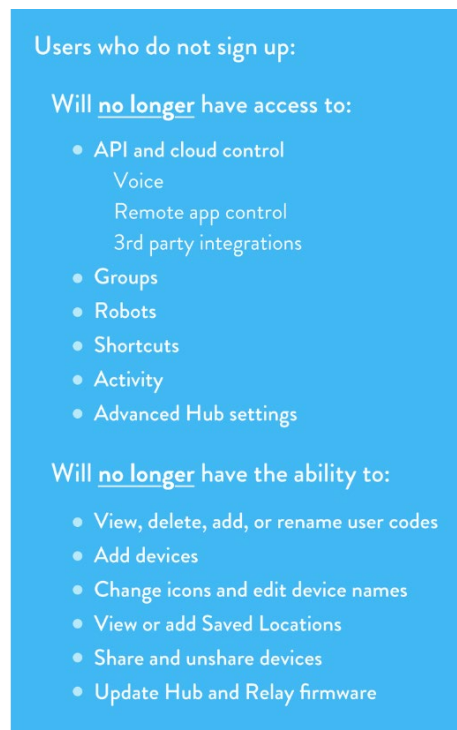 Users who do not sign up:
Will no longer have access to:
• API and cloud control
Voice
Remote app control
3rd party integrations
• Groups
• Robots
• Shortcuts
• Activity
• Advanced Hub settings
Will no longer have the ability to:
• View, delete, add, or rename user codes
• Add devices
• Change icons and edit device names
• View or add Saved Locations
• Share and unshare devices
• Update Hub and Relay firmware